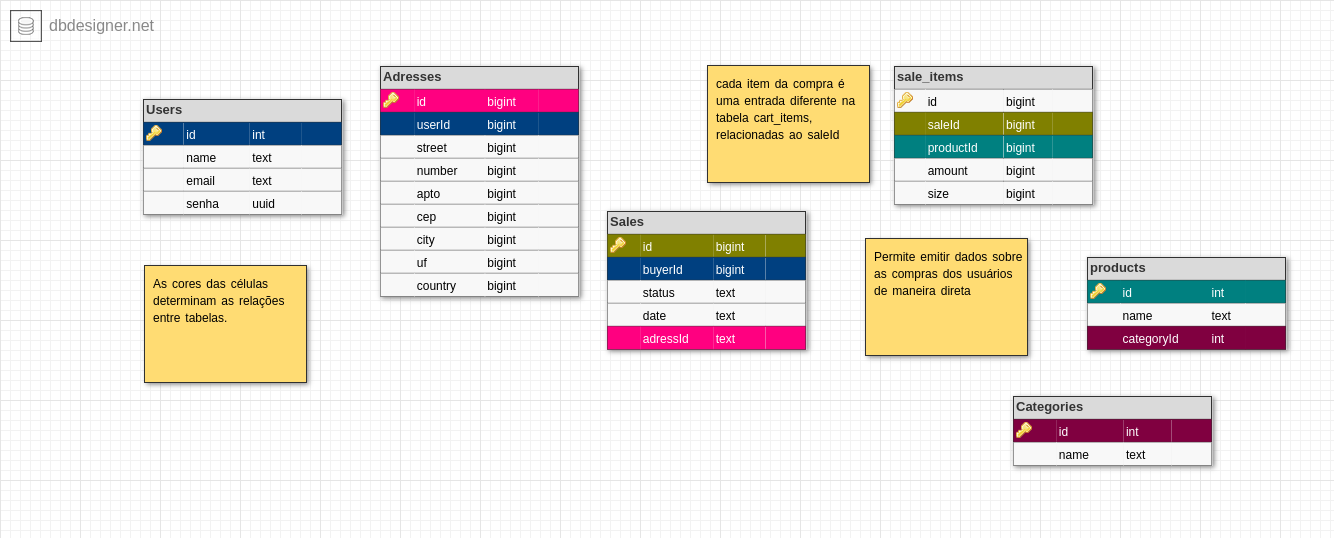 dbdesigner.net
Users
id int
name text
email text
senha uuid
As cores das células
determinam as relações
entre tabelas.
Adresses
id bigint
userId bigint
street bigint
number bigint
apto bigint
cep bigint
city bigint
uf bigint
country bigint
cada item da compra é
uma entrada diferente na
tabela cart_items,
relacionadas ao saleId
Sales
id bigint
buyerId bigint
status text
date text
adressId text
sale_items
id bigint
saleId bigint
productId bigint
amount bigint
size bigint
Permite emitir dados sobre
as compras dos usuários
de maneira direta
products
id int
name text
categoryId int
Categories
id int
name text